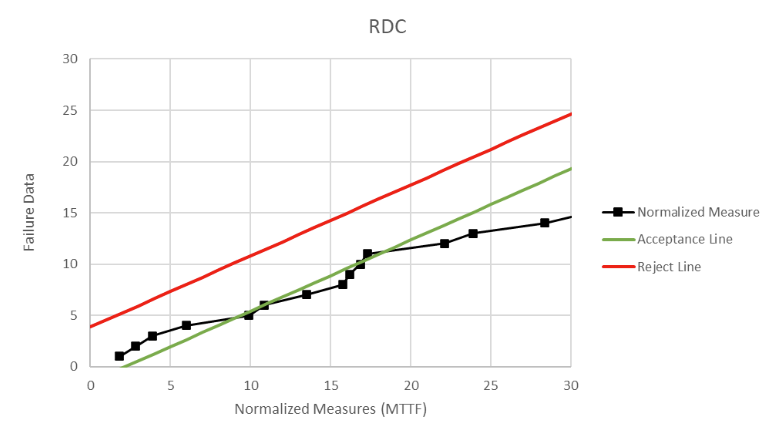 RDC
30
25
20
15
10
5
0
0 5 10 15 20 25 30
Failure Data
Normalized Measures (MTTF)
Normalized Measure
Acceptance Line
Reject Line